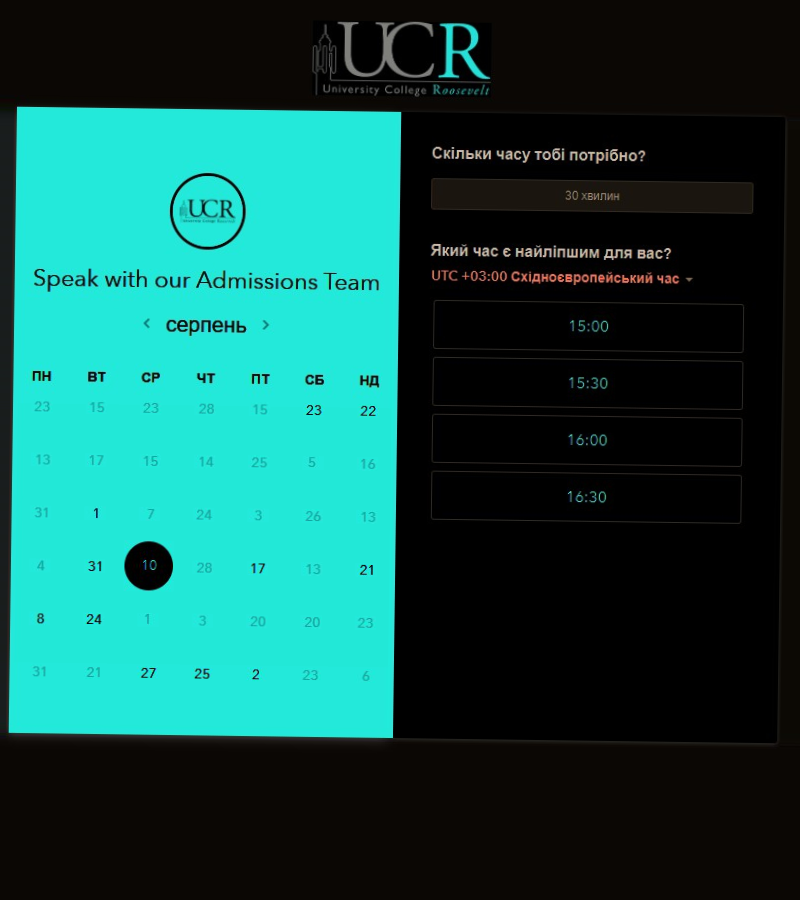 UCR
University College Roosevelt
UCR
University College Roosevelt
Speak with our Admissions Team
серпень
ПН ВТ СР ЧТ ПТ СБ НД
23 15 23 28 15 23 22
13 17 15 14 25 5 16
31 1 7 24 3 26 13
4 31 10 28 17 13 21
8 24 1 3 20 20 23
31 21 27 25 2 23 6
Скільки часу тобі потрібно?
30 хвилин
Який час є найліпшим для вас?
UTC +03:00 Східноєвропейський час
15:00
15:30
16:00
16:30